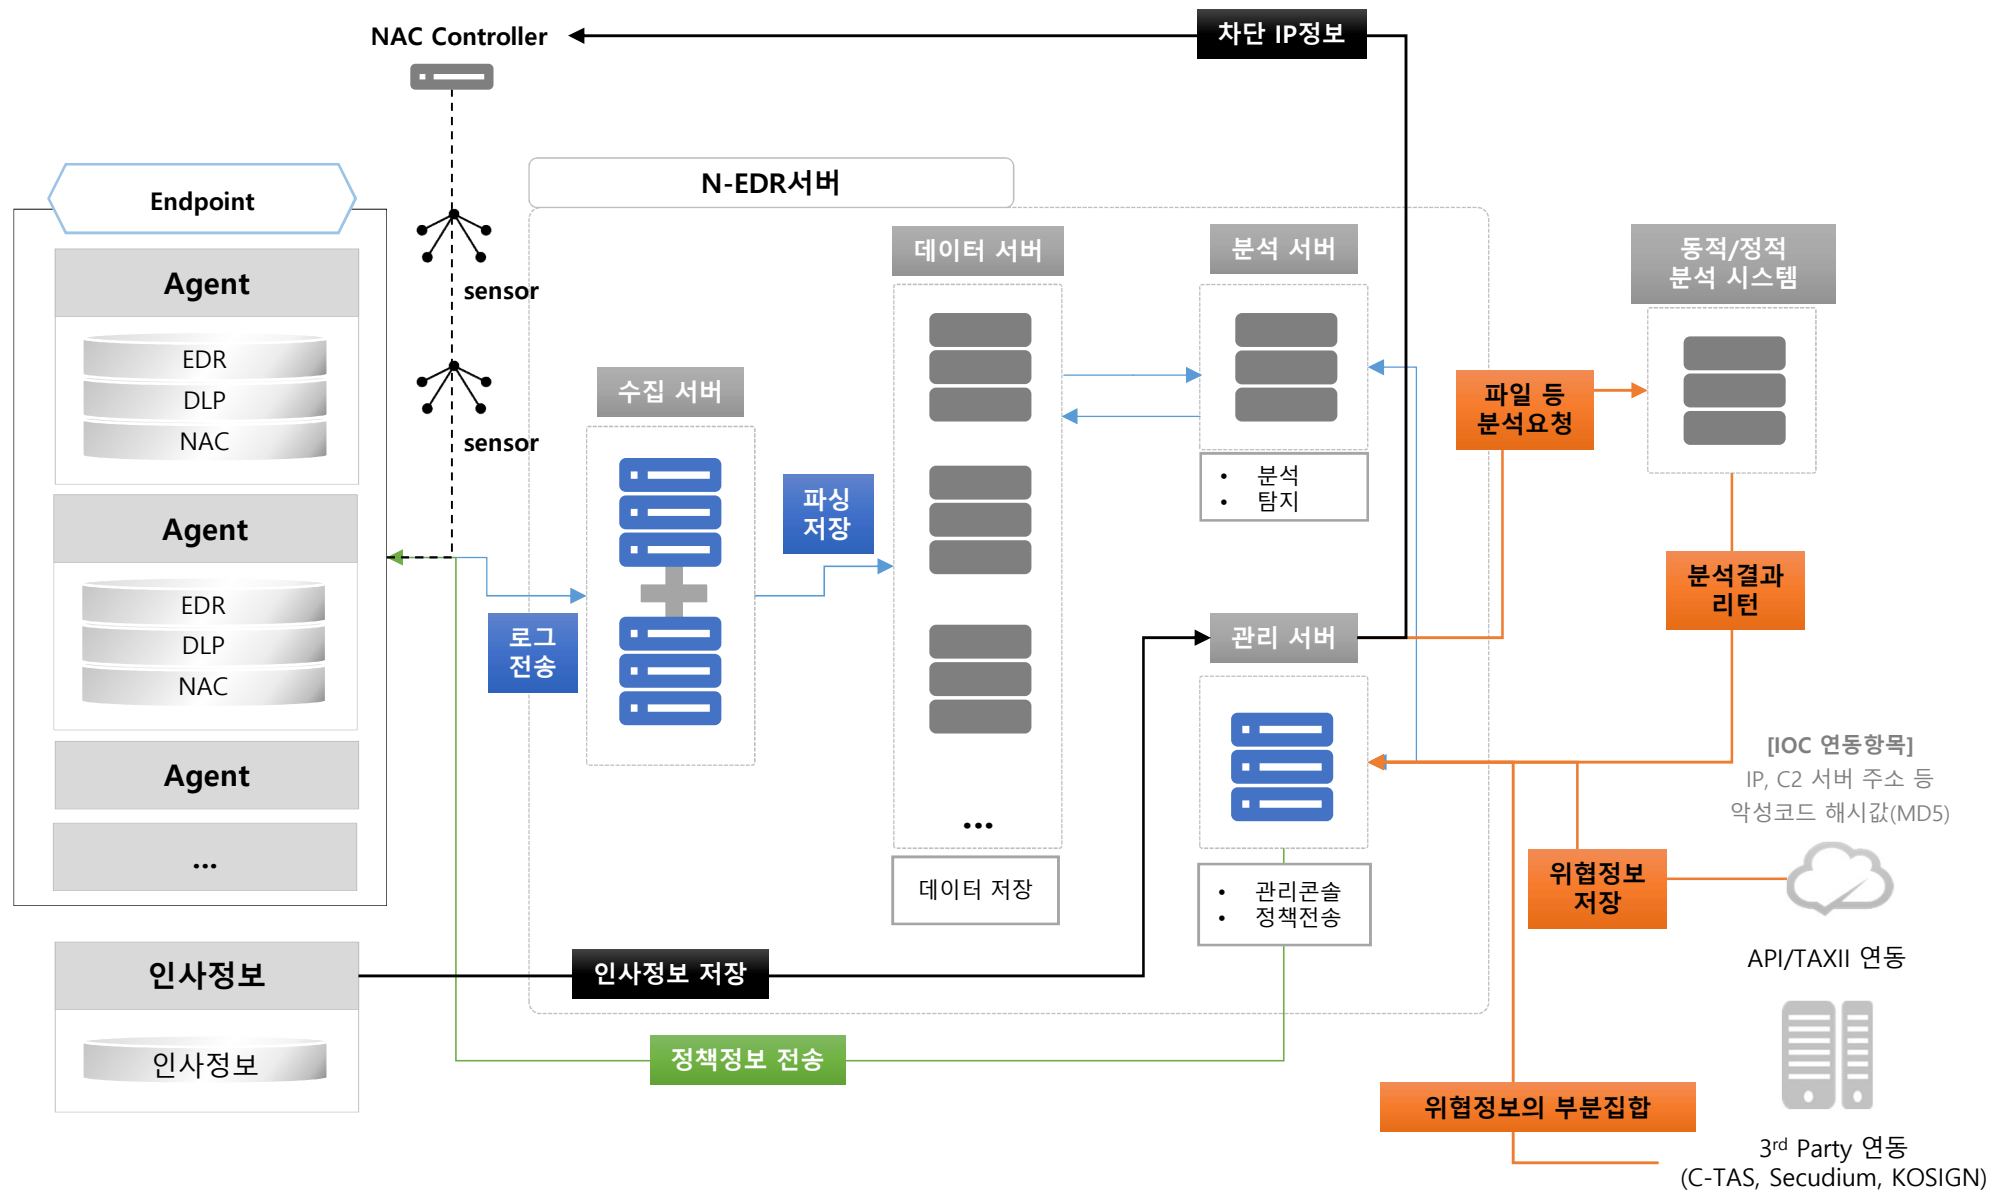 차단 IP정보
NAC Controller
N-EDR서버
Endpoint
Agent
EDR
DLP
NAC
Agent
EDR
DLP
NAC
Agent
...
인사정보
인사정보
sensor
sensor
수집 서버
로그
전송
파싱
저장
데이터 서버
...
데이터 저장
분석 서버
• 분석
• 탐지
관리 서버
• 관리콘솔
• 정책전송
인사정보 저장
정책정보 전송
동적/정적
분석 시스템
파일 등
분석요청
분석결과
리턴
[IOC 연동항목]
IP, C2 서버 주소 등
악성코드 해시값(MD5)
위협정보
저장
API/TAXII 연동
위협정보의 부분집합
3rd Party 연동
(C-TAS, Secudium, KOSIGN)